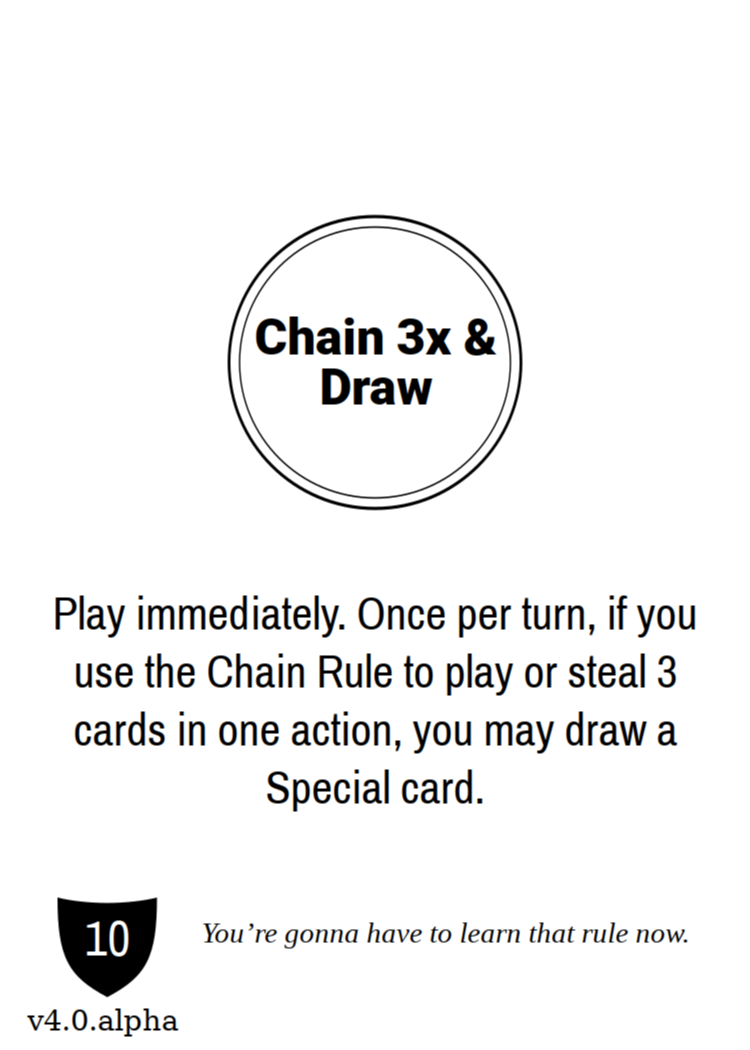 Chain 3x &
Draw
Play immediately. Once per turn, if you
use the Chain Rule to play or steal 3
cards in one action, you may draw a
Special card.
10
You’re gonna have to learn that rule now.
v4.0.alpha